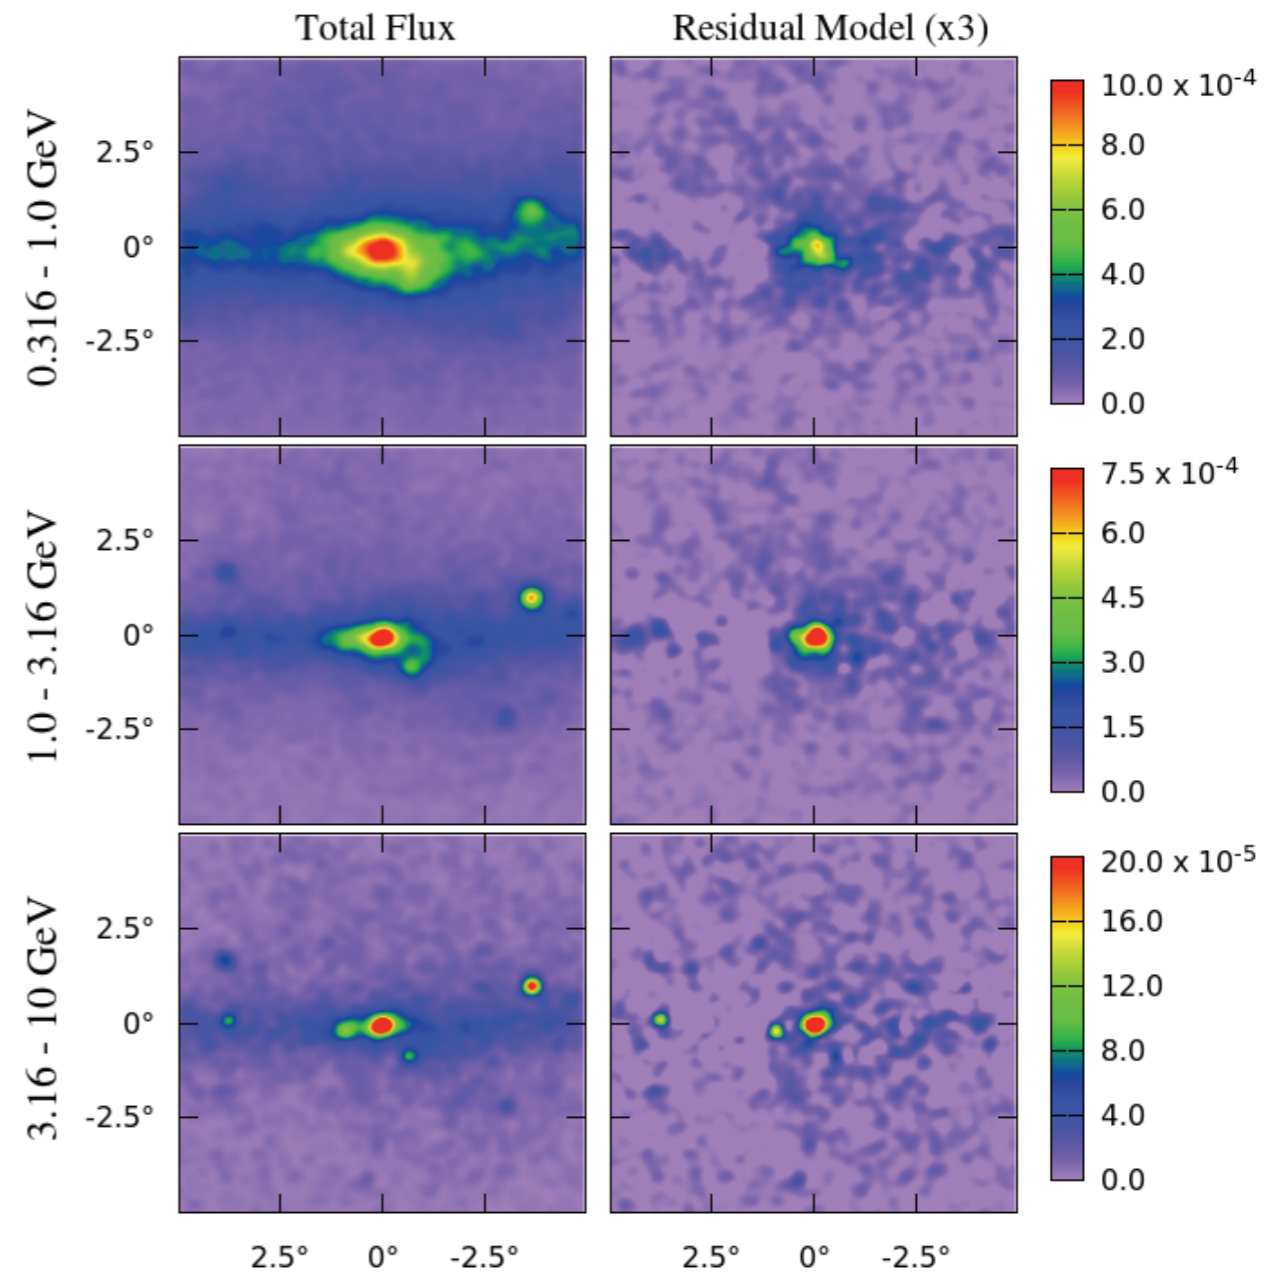 Total Flux
Residual Model (x3)
0.316 - 1.0 GeV
2.5°
0°
-2.5°
10.0 x 10-4
8.0
6.0
4.0
2.0
0.0
1.0 - 3.16 GeV
2.5°
0°
-2.5°
7.5 x 10-4
6.0
4.5
3.0
1.5
0.0
3.16 - 10 GeV
2.5°
0°
-2.5°
20.0 x 10-5
16.0
12.0
8.0
4.0
0.0
2.5° 0° -2.5°
2.5° 0° -2.5°